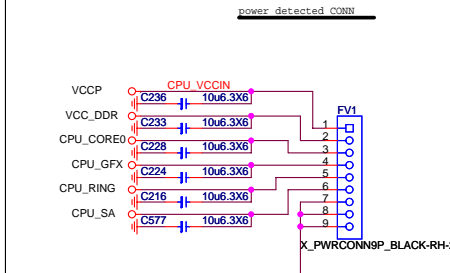 power detected CONN
VCCP
CPU_VCCIN
C236
10u6.3X6
FV1
VCC_DDR
C233
10u6.3X6
1
2
CPU_CORE0
C228
10u6.3X6
3
CPU_GFX
C224
10u6.3X6
4
5
CPU_RING
C216
10u6.3X6
6
7
CPU_SA
C577
10u6.3X6
8
9
X_PWRCONN9P_BLACK-RH-